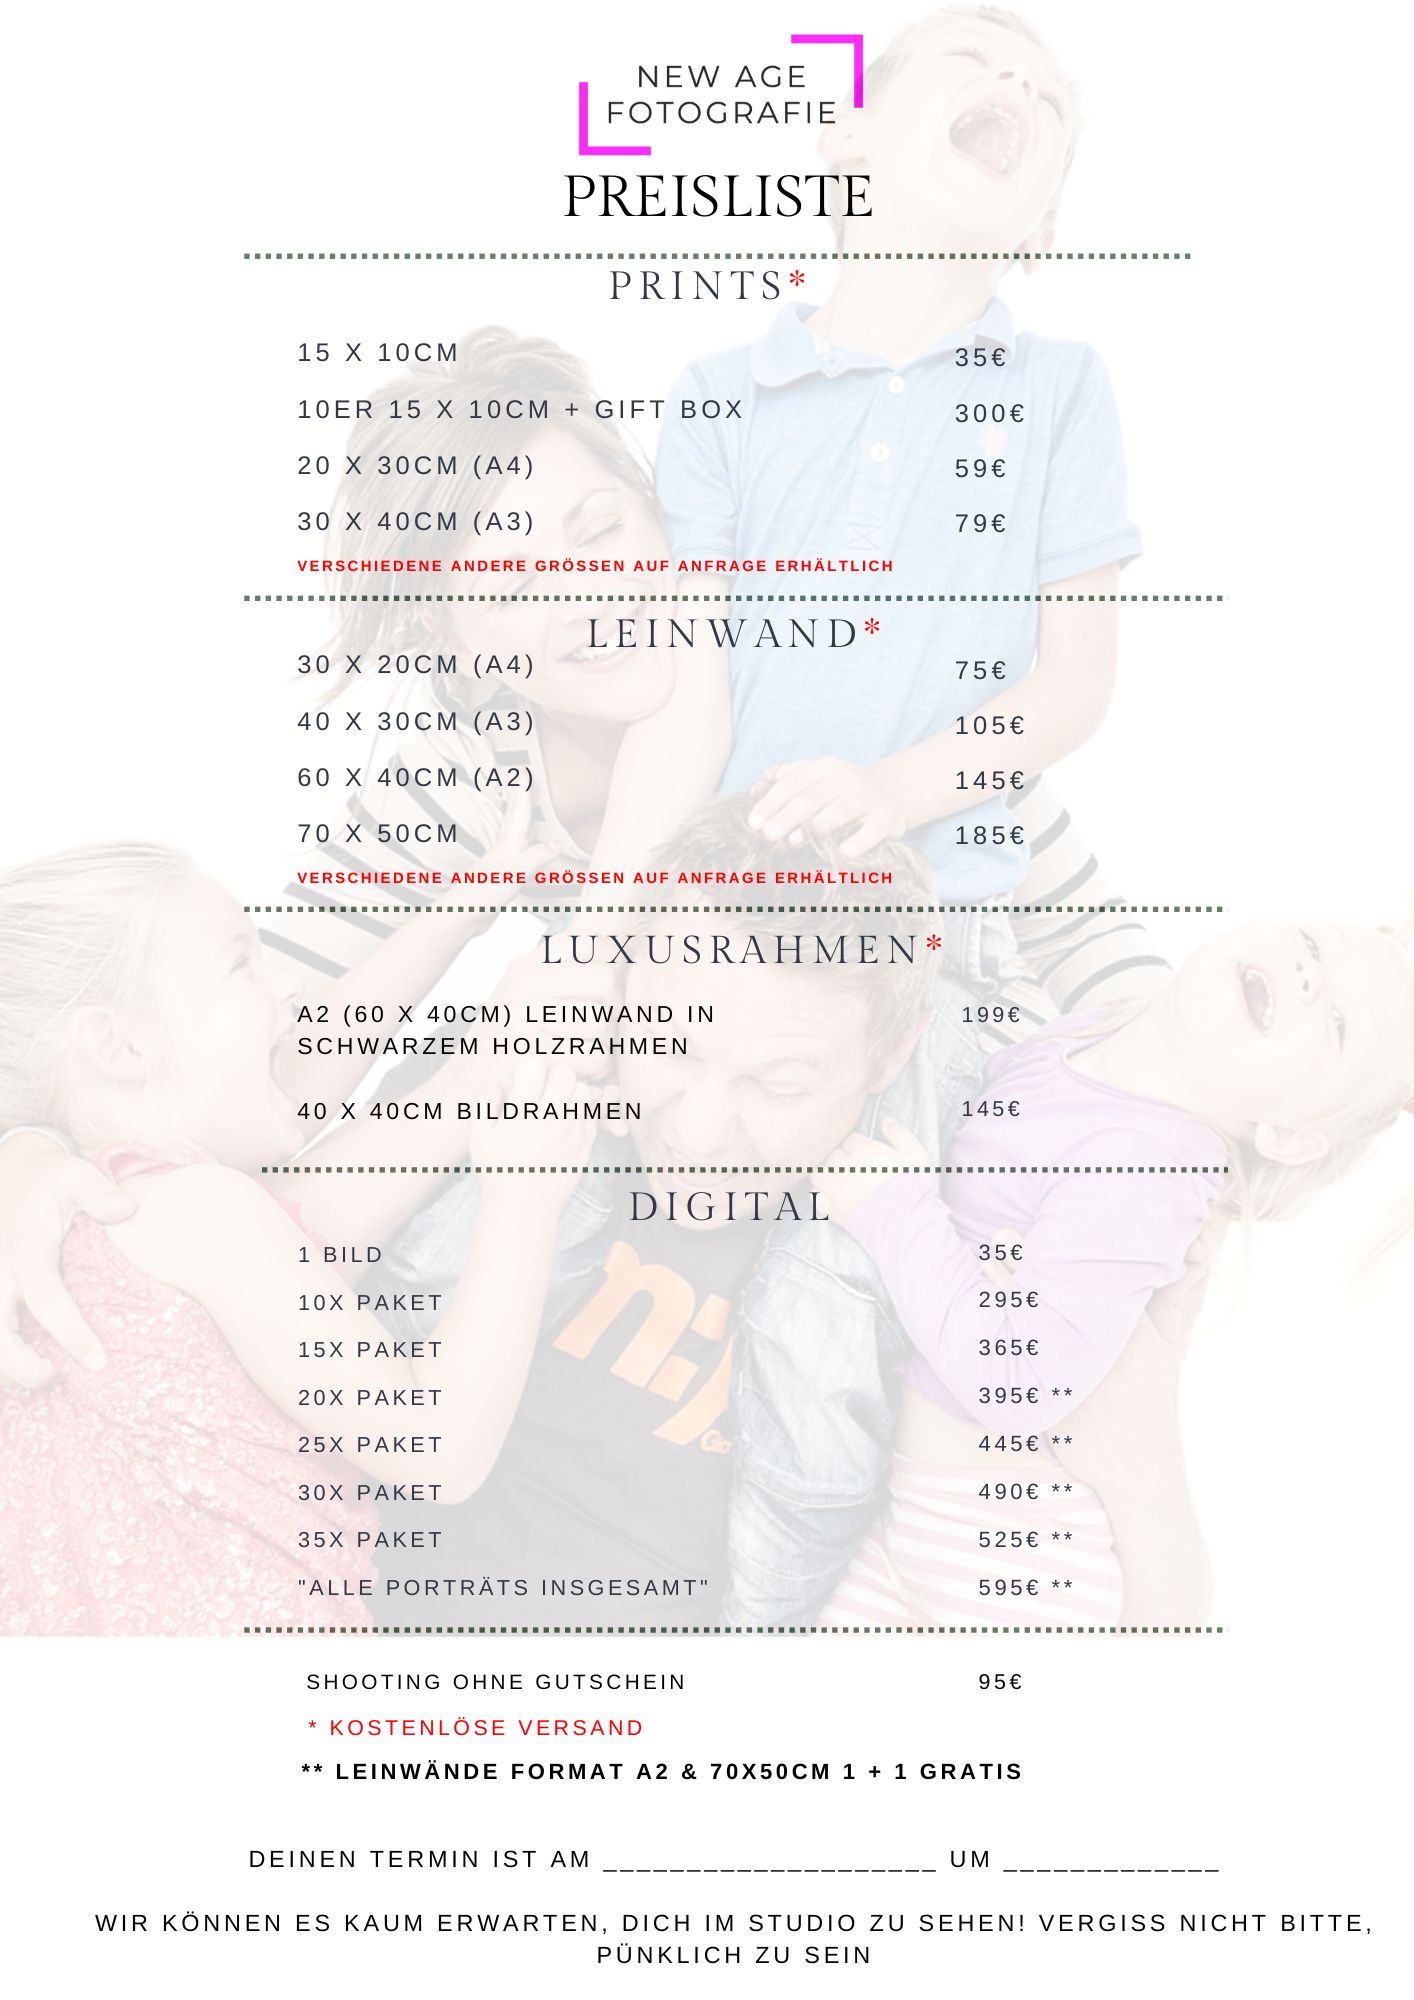 NEW AGE
FOTOGRAFIE
PREISLISTE
PRINTS*
15 X 10CM 35€
10ER 15 X 10CM + GIFT BOX 300€
20 X 30CM (A4) 59€
30 X 40CM (A3) 79€
VERSCHIEDENE ANDERE GRÖSSEN AUF ANFRAGE ERHÄLTLICH
LEINWAND*
30 X 20CM (A4) 75€
40 X 30CM (A3) 105€
60 X 40CM (A2) 145€
70 X 50CM 185€
VERSCHIEDENE ANDERE GRÖSSEN AUF ANFRAGE ERHÄLTLICH
LUXUSRAHMEN*
A2 (60 X 40CM) LEINWAND IN 199€
SCHWARZEM HOLZRAHMEN
40 X 40CM BILDRAHMEN 145€
DIGITAL
1 BILD 35€
10X PAKET 295€
15X PAKET 365€
20X PAKET 395€ **
25X PAKET 445€ **
30X PAKET 490€ **
35X PAKET 525€ **
"ALLE PORTRÄTS INSGESAMT" 595€ **
SHOOTING OHNE GUTSCHEIN 95€
* KOSTENLÖSE VERSAND
** LEINWÄNDE FORMAT A2 & 70X50CM 1 + 1 GRATIS
DEINEN TERMIN IST AM ____________________ UM _____________
WIR KÖNNEN ES KAUM ERWARTEN, DICH IM STUDIO ZU SEHEN! VERGISS NICHT BITTE,
PÜNKLICH ZU SEIN